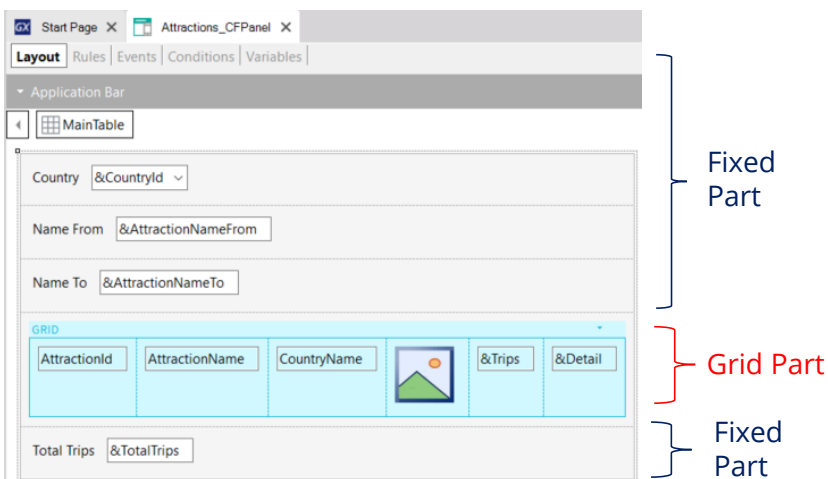 GX Start Page X Attractions_CFPanel X
Layout Rules Events Conditions Variables
Application Bar
MainTable
Country &CountryId
Name From &AttractionNameFrom
Name To &AttractionNameTo
GRID
AttractionId AttractionName CountryName &Trips &Detail
Total Trips &TotalTrips
Fixed
Part
Grid Part
Fixed
Part